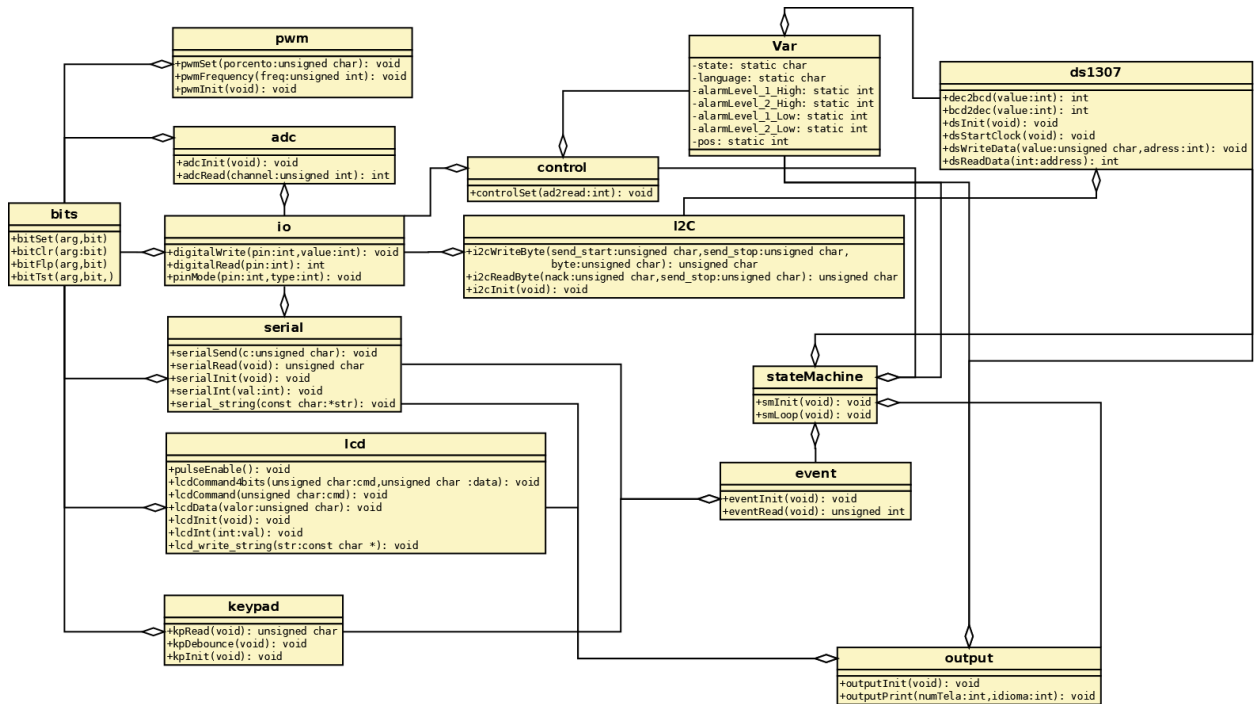 pwm
+pwmSet(porcento:unsigned char): void
+pwmFrequency(freq:unsigned int): void
+pwmInit(void): void
adc
+adcInit(void): void
+adcRead(channel:unsigned int): int
bits
+bitSet(arg,bit)
+bitClr(arg:bit)
+bitFlp(arg,bit)
+bitTst(arg,bit,)
io
+digitalWrite(pin:int,value:int): void
+digitalRead(pin:int): int
+pinMode(pin:int,type:int): void
serial
+serialSend(c:unsigned char): void
+serialRead(void): unsigned char
+serialInit(void): void
+serialInt(val:int): void
+serial_string(const char:*str): void
lcd
+pulseEnable(): void
+lcdCommand4bits(unsigned char:cmd,unsigned char :data): void
+lcdCommand(unsigned char:cmd): void
+lcdData(valor:unsigned char): void
+lcdInit(void): void
+lcdInt(int:val): void
+lcd_write_string(str:const char *): void
keypad
+kpRead(void): unsigned char
+kpDebounce(void): void
+kpInit(void): void
control
+controlSet(ad2read:int): void
I2C
+i2cWriteByte(send_start:unsigned char,send_stop:unsigned char,
byte:unsigned char): unsigned char
+i2cReadByte(nack:unsigned char,send_stop:unsigned char): unsigned char
+i2cInit(void): void
Var
-state: static char
-language: static char
-alarmLevel_1_High: static int
-alarmLevel_2_High: static int
-alarmLevel_1_Low: static int
-alarmLevel_2_Low: static int
-pos: static int
ds1307
+dec2bcd(value:int): int
+bcd2dec(value:int): int
+dsInit(void): void
+dsStartClock(void): void
+dsWriteData(value:unsigned char,adress:int): void
+dsReadData(int:address): int
stateMachine
+smInit(void): void
+smLoop(void): void
event
+eventInit(void): void
+eventRead(void): unsigned int
output
+outputInit(void): void
+outputPrint(numTela:int,idioma:int): void